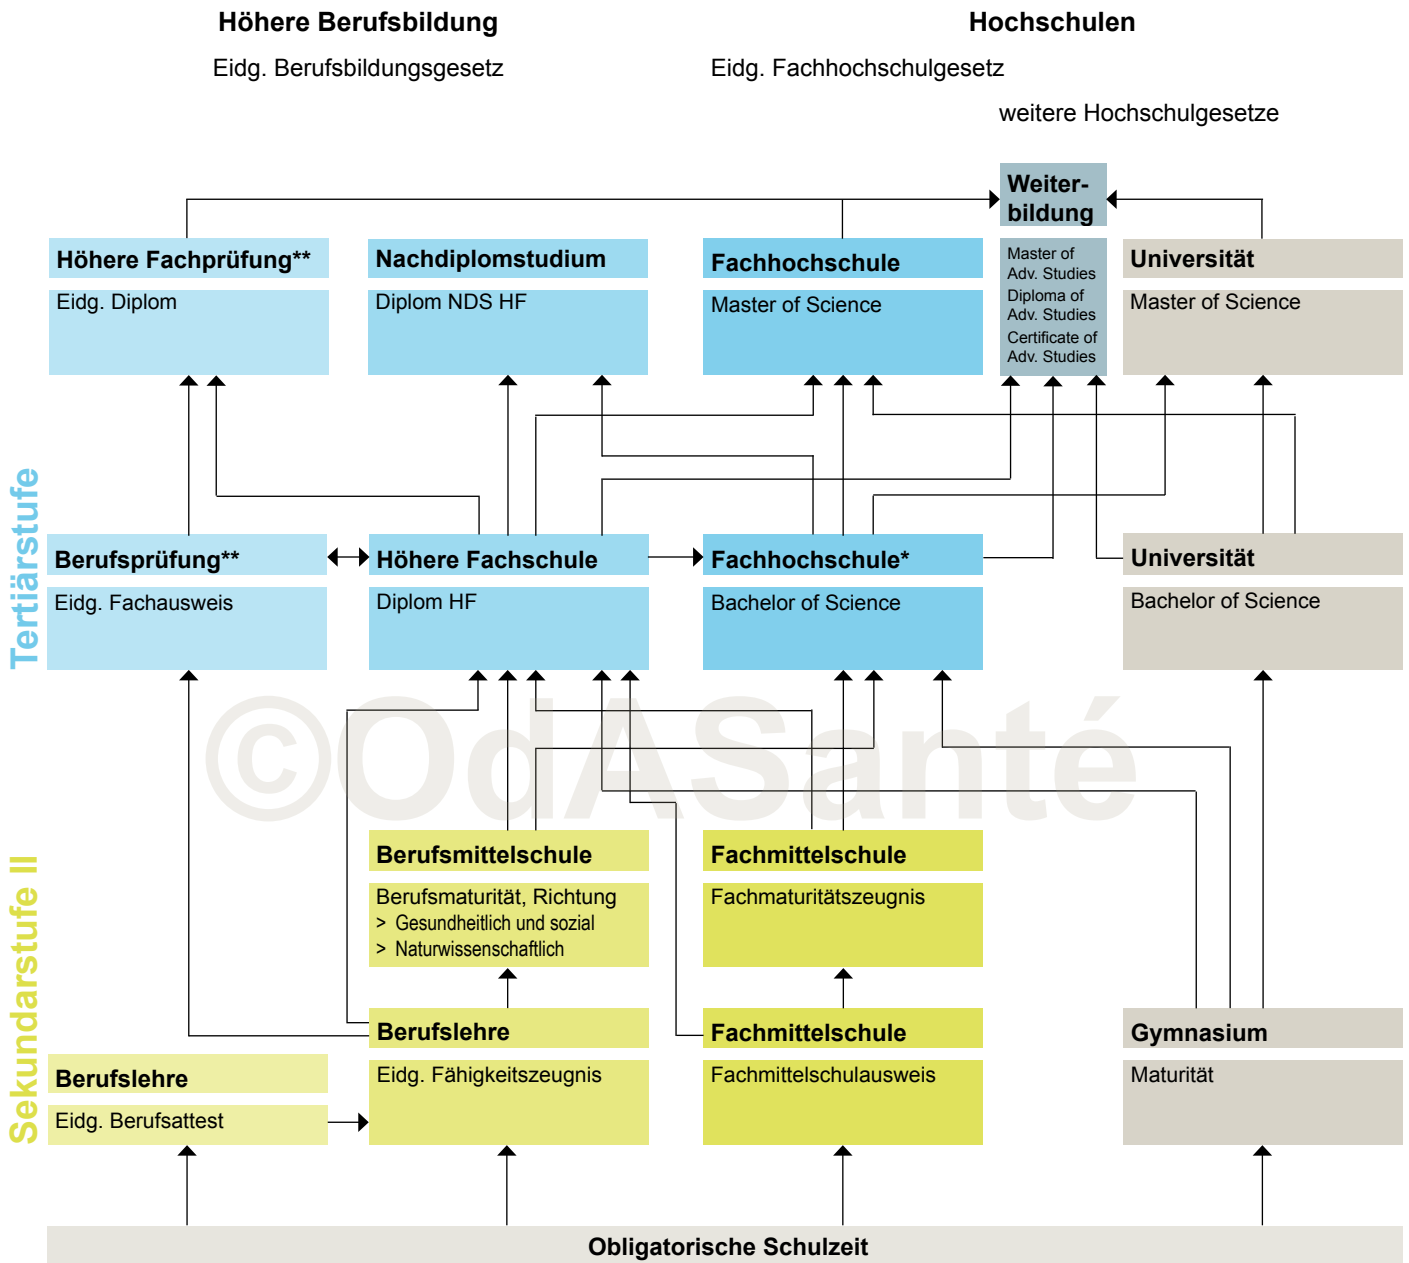 Höhere Berufsbildung
Hochschulen
Eidg. Berufsbildungsgesetz
Eidg. Fachhochschulgesetz
weitere Hochschulgesetze
Weiter-
bildung
Höhere Fachprüfung**
Eidg. Diplom
Nachdiplomstudium
Diplom NDS HF
Fachhochschule
Master of Science
Master of
Adv. Studies
Diploma of
Adv. Studies
Certificate of
Adv. Studies
Universität
Master of Science
Tertiärstufe
Berufsprüfung**
Eidg. Fachausweis
Höhere Fachschule
Diplom HF
Fachhochschule*
Bachelor of Science
Universität
Bachelor of Science
©OdASanté
Sekundarstufe II
Berufsmittelschule
Berufsmaturität, Richtung
> Gesundheitlich und sozial
> Naturwissenschaftlich
Fachmittelschule
Fachmaturitätszeugnis
Berufslehre
Eidg. Berufsattest
Berufslehre
Eidg. Fähigkeitszeugnis
Fachmittelschule
Fachmittelschulausweis
Gymnasium
Maturität
Obligatorische Schulzeit